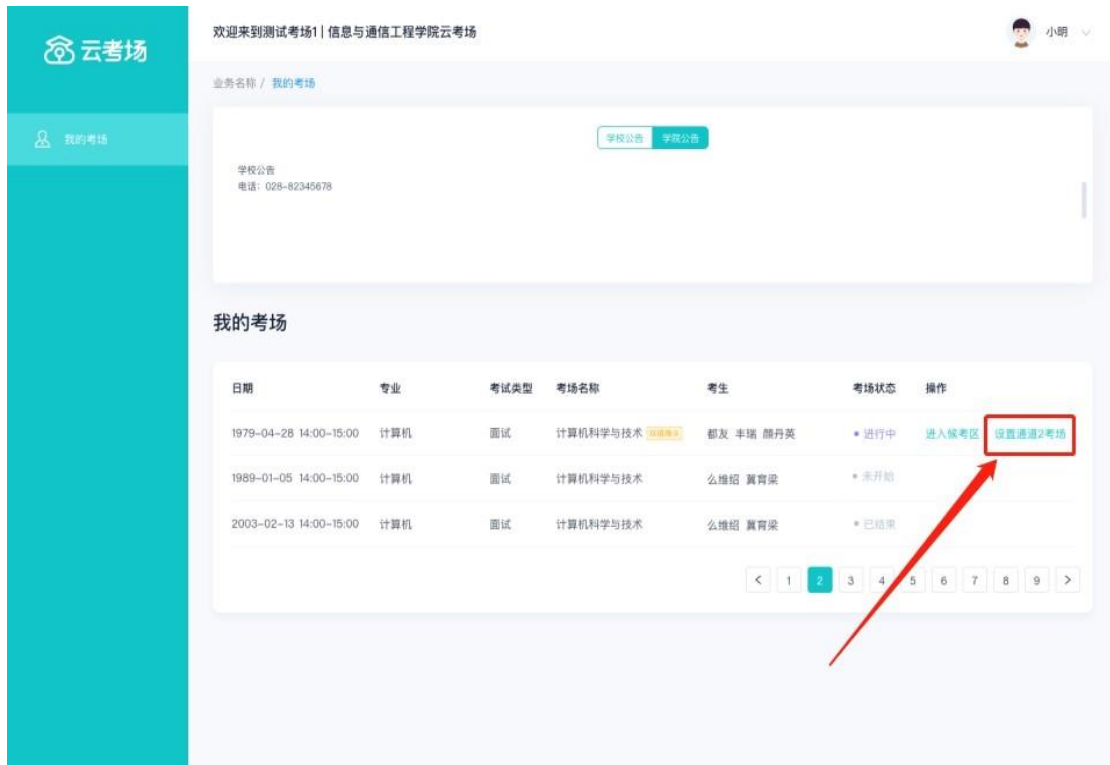 云考场
欢迎来到测试考场1 | 信息与通信工程学院云考场
小明
业务名称 / 我的考场
我的考场
学校公告 学院公告
学校公告
电话：028-82345678
我的考场
日期 专业 考试类型 考场名称 考生 考场状态 操作
1979-04-28 14:00-15:00 计算机 面试 计算机科学与技术 都友 丰瑞 颜丹英 进行中 进入候考区 设置通道2考场
1989-01-05 14:00-15:00 计算机 面试 计算机科学与技术 么维绍 冀育梁 未开始
2003-02-13 14:00-15:00 计算机 面试 计算机科学与技术 么维绍 冀育梁 已结束
< 1 2 3 4 5 6 7 8 9 >